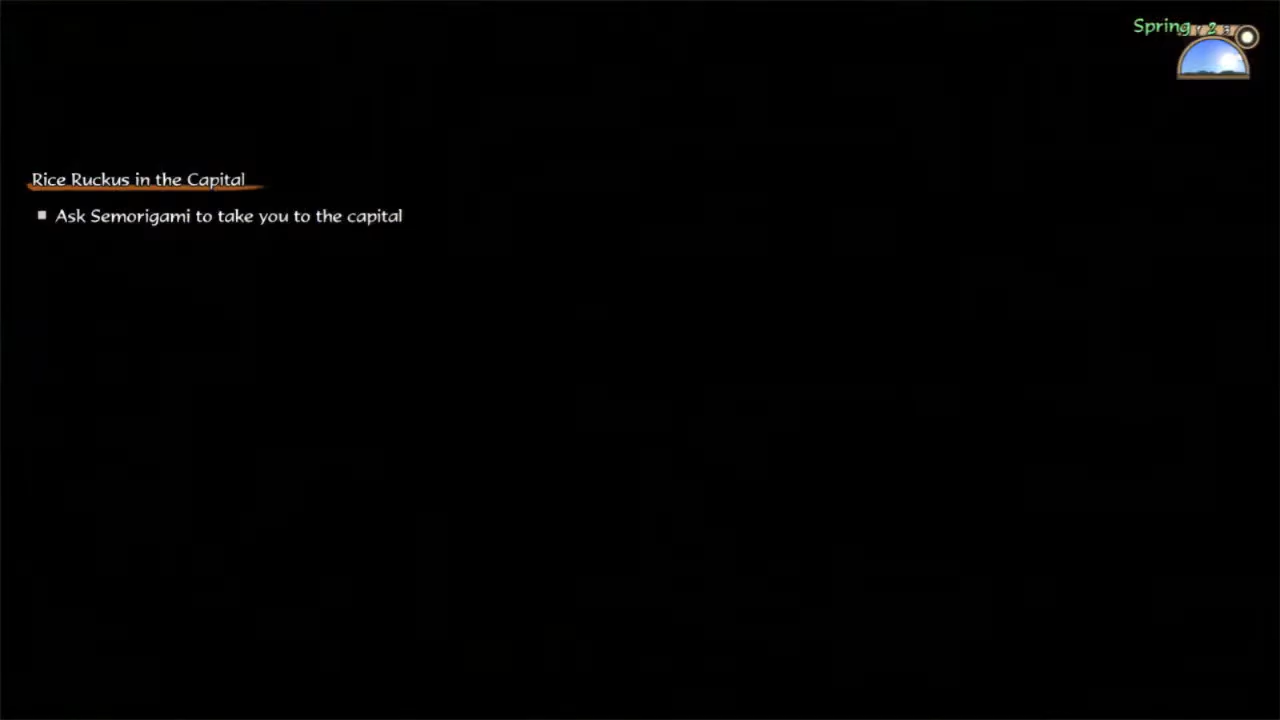 Spring
Rice Ruckus in the Capital
Ask Semorigami to take you to the capital